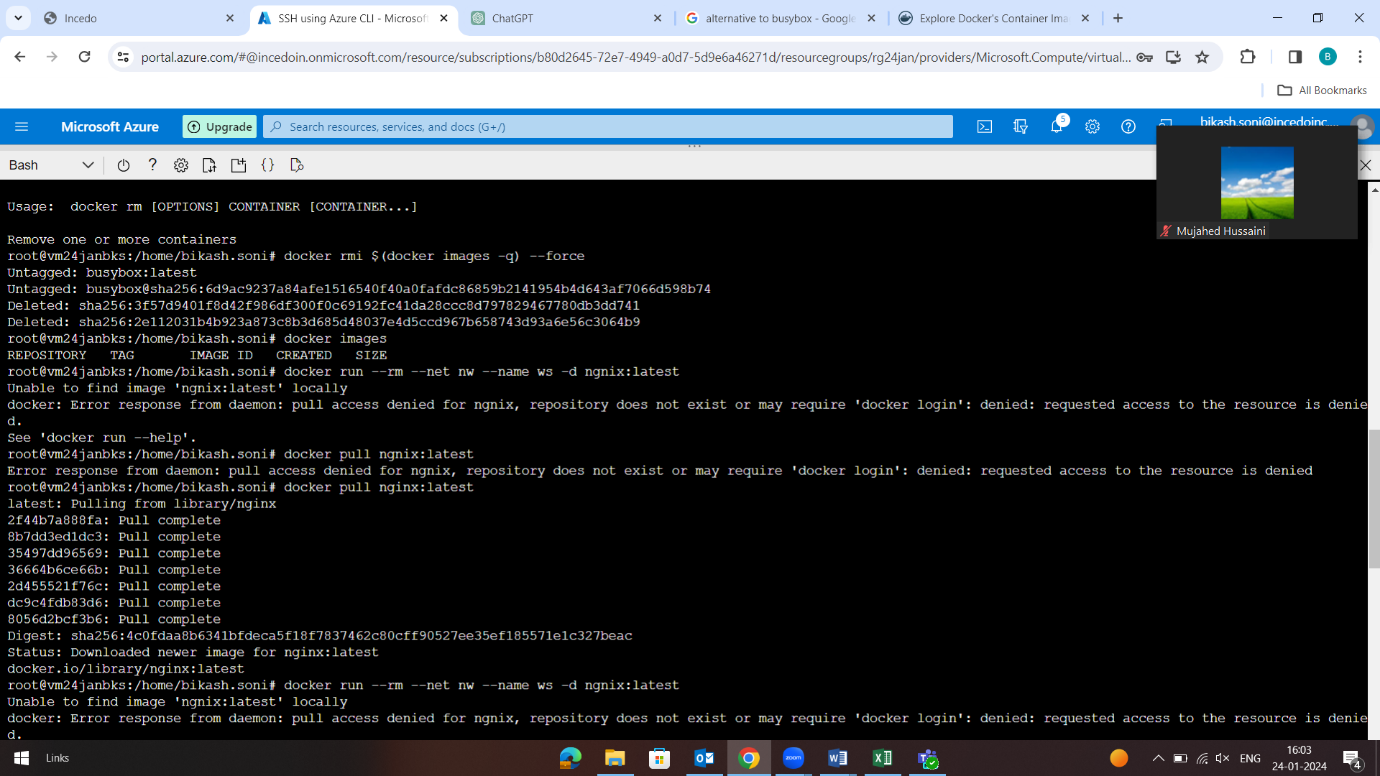 Incedo
SSH using Azure CLI - Microsoft
ChatGPT
alternative to busybox - Google
Explore Docker's Container Ima
portal.azure.com/#@incedoin.onmicrosoft.com/resource/subscriptions/b80d2645-72e7-4949-a0d7-5d9e6a46271d/resourcegroups/rg24jan/providers/Microsoft.Compute/virtual...
B
All Bookmarks
Microsoft Azure
Upgrade
Search resources, services, and docs (G+/)
5
bikash.soni@incedoinc....
Bash
Mujahed Hussaini
Usage:  docker rm [OPTIONS] CONTAINER [CONTAINER...]
Remove one or more containers
root@vm24janbks:/home/bikash.soni# docker rmi $(docker images -q) --force
Untagged: busybox:latest
Untagged: busybox@sha256:6d9ac9237a84afe1516540f40a0fafdc86859b2141954b4d643af7066d598b74
Deleted: sha256:3f57d9401f8d42f986df300f0c69192fc41da28ccc8d797829467780db3dd741
Deleted: sha256:2e112031b4b923a873c8b3d685d48037e4d5ccd967b658743d93a6e56c3064b9
root@vm24janbks:/home/bikash.soni# docker images
REPOSITORY   TAG       IMAGE ID   CREATED   SIZE
root@vm24janbks:/home/bikash.soni# docker run --rm --net nw --name ws -d ngnix:latest
Unable to find image 'ngnix:latest' locally
docker: Error response from daemon: pull access denied for ngnix, repository does not exist or may require 'docker login': denied: requested access to the resource is denie
d.
See 'docker run --help'.
root@vm24janbks:/home/bikash.soni# docker pull ngnix:latest
Error response from daemon: pull access denied for ngnix, repository does not exist or may require 'docker login': denied: requested access to the resource is denied
root@vm24janbks:/home/bikash.soni# docker pull nginx:latest
latest: Pulling from library/nginx
2f44b7a888fa: Pull complete
8b7dd3ed1dc3: Pull complete
35497dd96569: Pull complete
36664b6ce66b: Pull complete
2d455521f76c: Pull complete
dc9c4fdb83d6: Pull complete
8056d2bcf3b6: Pull complete
Digest: sha256:4c0fdaa8b6341bfdeca5f18f7837462c80cff90527ee35ef185571e1c327beac
Status: Downloaded newer image for nginx:latest
docker.io/library/nginx:latest
root@vm24janbks:/home/bikash.soni# docker run --rm --net nw --name ws -d ngnix:latest
Unable to find image 'ngnix:latest' locally
docker: Error response from daemon: pull access denied for ngnix, repository does not exist or may require 'docker login': denied: requested access to the resource is denie
d.
Links
zoom
ENG
16:03
24-01-2024
4